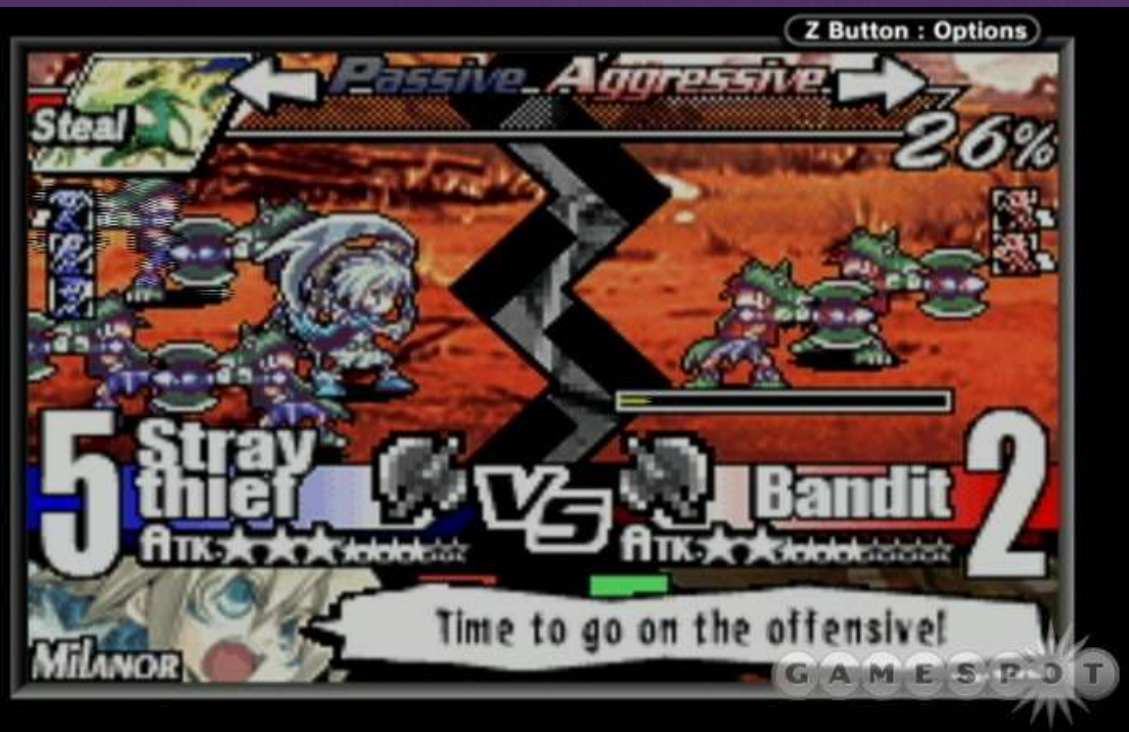 Z Button : Options
Passive Aggressive
Steal
26%
5
Stray
thief
VS
Bandit
2
ATK
ATK
Time to go on the offensive!
MILANOR
GAMESPOT